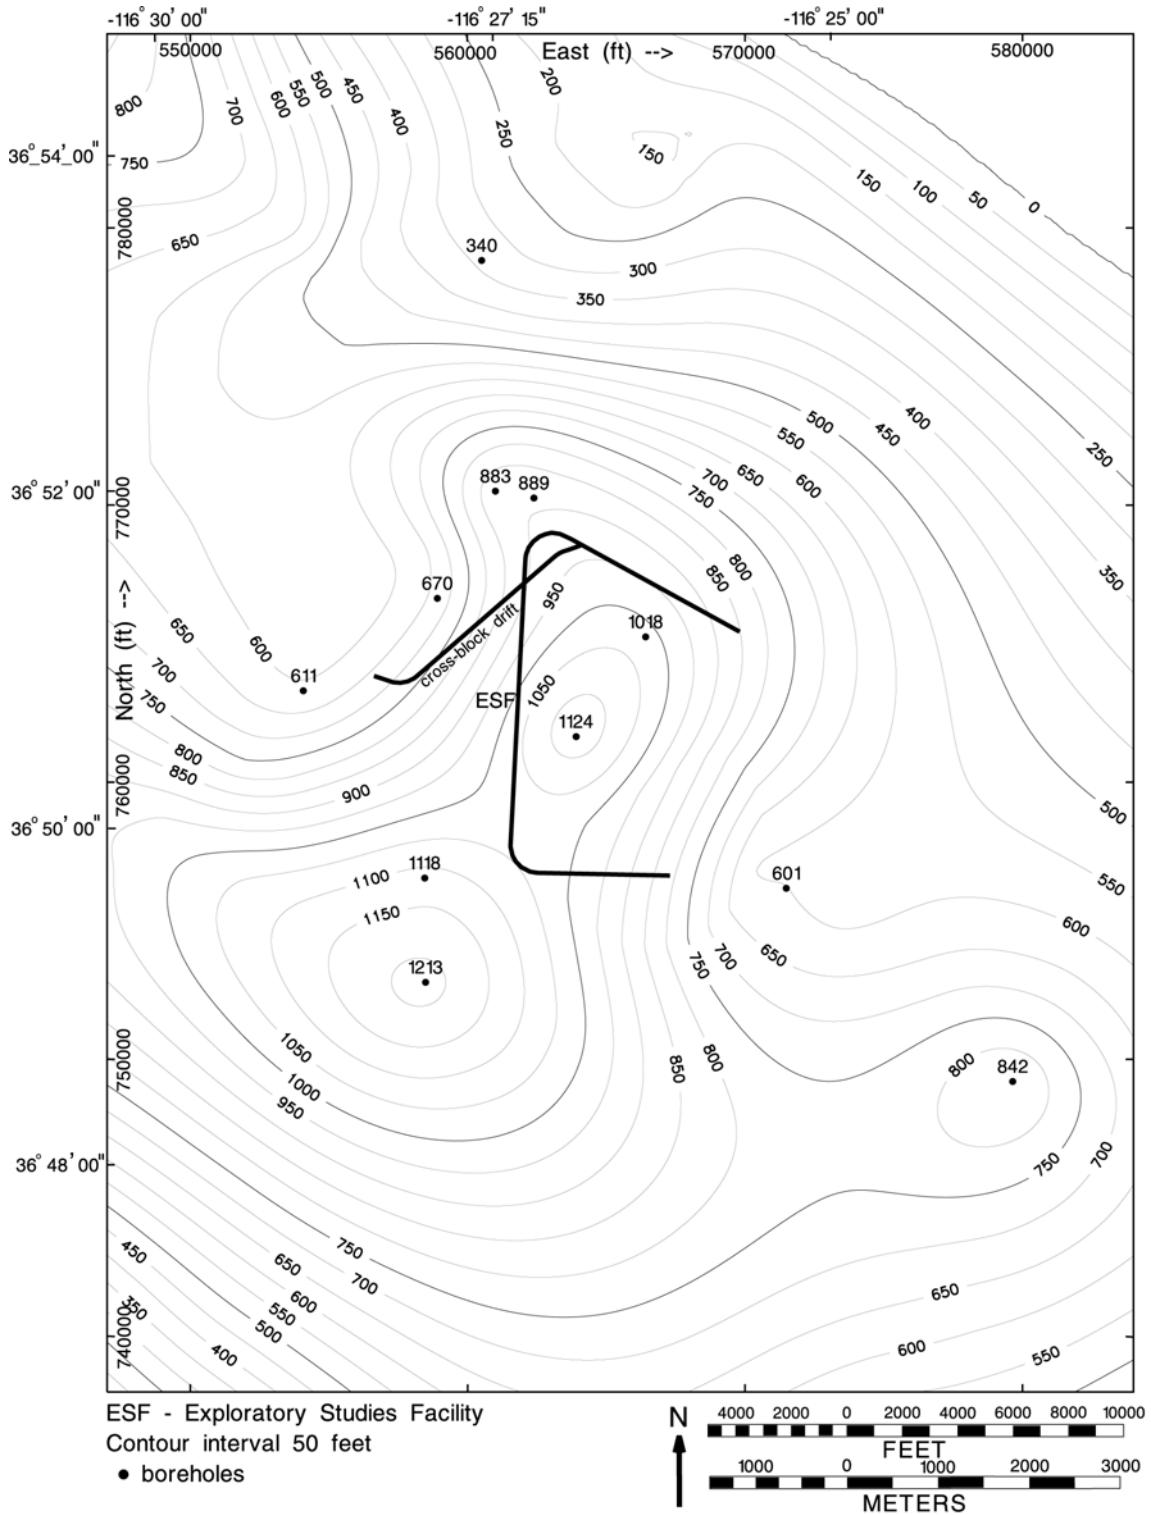 -116° 30' 00" -116° 27' 15" -116° 25' 00"
550000 560000 East (ft) --> 570000 580000
800 700 600 550 500 450 400 250 200
36_54_00"
750 150 150 100 50 0
780000
650
340
300
350
400
500 450
550
250
36° 52' 00"
770000
883 889
700 650 600
750
800
850
350
670
950
North (ft) -->
650
600
1018
cross-block drift
700 611
750
ESF 1050
1124
800
850
900
760000
500
36° 50' 00"
1118
1100
601
550
1150
600
1213
750 700 650
750000
1050
1000
950
850 800
800 842
750 700
36° 48' 00"
450
750
650 700
600
550
500
350
400
740000
650
600
550
ESF - Exploratory Studies Facility
Contour interval 50 feet
boreholes
N
4000 2000 0 2000 4000 6000 8000 10000
FEET
1000 0 1000 2000 3000
METERS